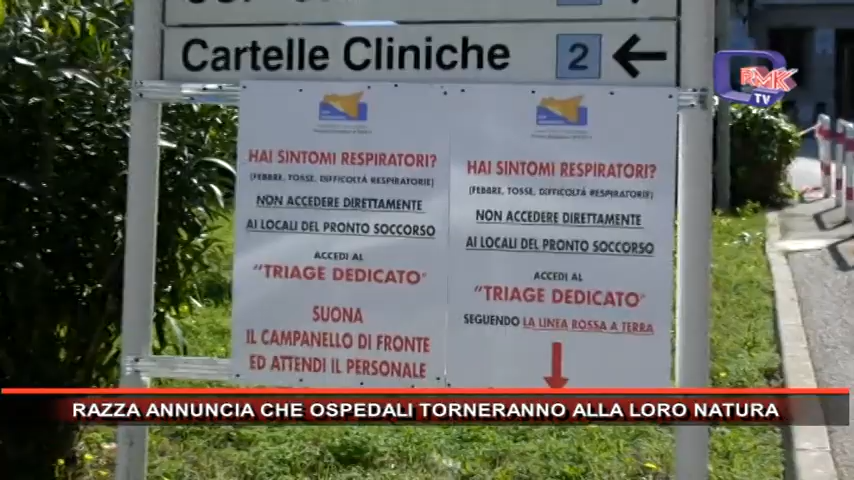 Cartelle Cliniche 2
RMK
TV
HAI SINTOMI RESPIRATORI?
(FEBBRE, TOSSE, DIFFICOLTÀ RESPIRATORIE)
NON ACCEDERE DIRETTAMENTE
AI LOCALI DEL PRONTO SOCCORSO
ACCEDI AL
"TRIAGE DEDICATO"
SUONA
IL CAMPANELLO DI FRONTE
ED ATTENDI IL PERSONALE
HAI SINTOMI RESPIRATORI?
(FEBBRE, TOSSE, DIFFICOLTÀ RESPIRATORIE)
NON ACCEDERE DIRETTAMENTE
AI LOCALI DEL PRONTO SOCCORSO
ACCEDI AL
"TRIAGE DEDICATO"
SEGUENDO LA LINEA ROSSA A TERRA
RAZZA ANNUNCIA CHE OSPEDALI TORNERANNO ALLA LORO NATURA